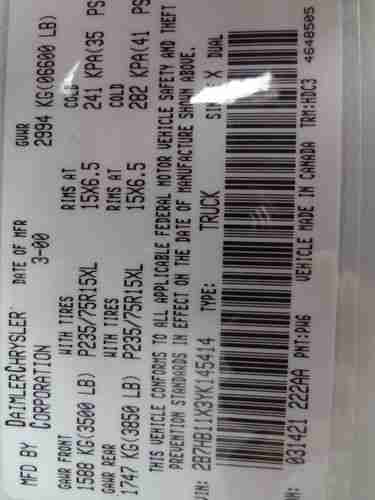 MFD BY DAIMLERCHRYSLER CORPORATION DATE OF MFR 3-00 GVWR 2994 KG(06600 LB)
GAWR FRONT WITH TIRES RIMS AT COLD
1588 KG(3500 LB) P235/75R15XL 15X6.5 241 KPA(35 PS
GAWR REAR WITH TIRES RIMS AT COLD
1747 KG(3850 LB) P235/75R15XL 15X6.5 282 KPA(41 PS
THIS VEHICLE CONFORMS TO ALL APPLICABLE FEDERAL MOTOR VEHICLE SAFETY AND THEFT
PREVENTION STANDARDS IN EFFECT ON THE DATE OF MANUFACTURE SHOWN ABOVE.
2B7HB11X3YK145414 TYPE: TRUCK X DUAL
031421 222AA PNT:PW6 VEHICLE MADE IN CANADA TRM:HDC3 4648505